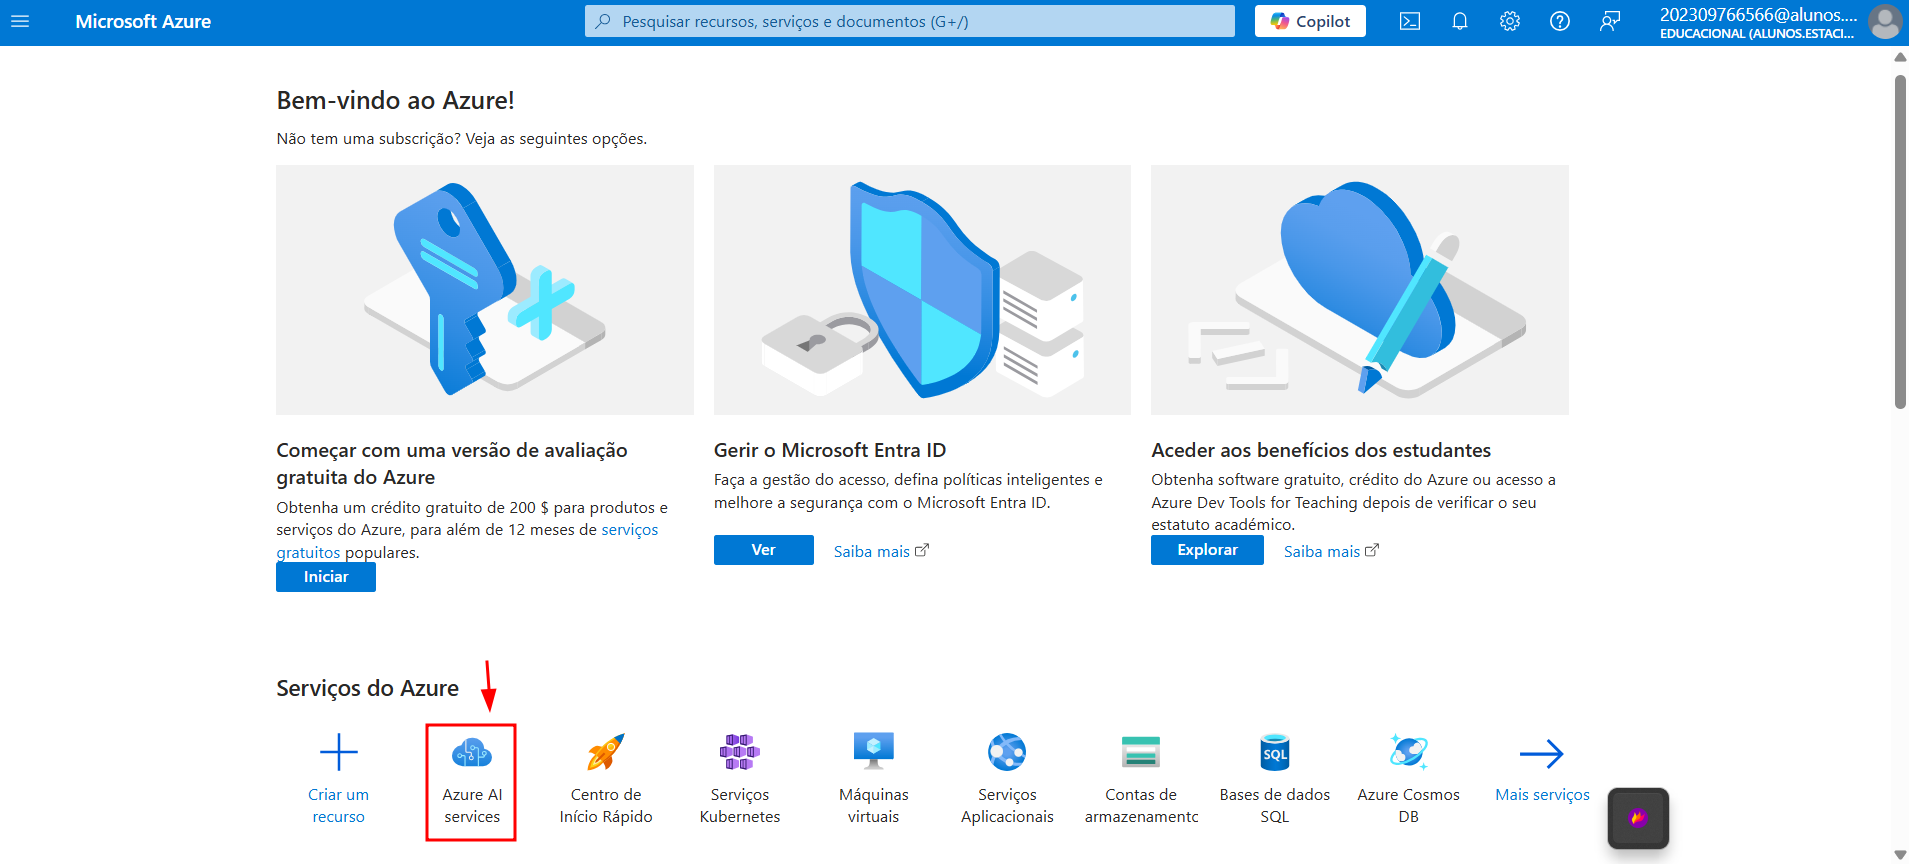 Microsoft Azure
Pesquisar recursos, serviços e documentos (G+/)
Copilot
202309766566@alunos....
EDUCACIONAL (ALUNOS.ESTACI...
Bem-vindo ao Azure!
Não tem uma subscrição? Veja as seguintes opções.
Começar com uma versão de avaliação
gratuita do Azure
Obtenha um crédito gratuito de 200 $ para produtos e
serviços do Azure, para além de 12 meses de serviços
gratuitos populares.
Iniciar
Gerir o Microsoft Entra ID
Faça a gestão do acesso, defina políticas inteligentes e
melhore a segurança com o Microsoft Entra ID.
Ver
Saiba mais
Aceder aos benefícios dos estudantes
Obtenha software gratuito, crédito do Azure ou acesso a
Azure Dev Tools for Teaching depois de verificar o seu
estatuto académico.
Explorar
Saiba mais
Serviços do Azure
Criar um
recurso
Azure AI
services
Centro de
Início Rápido
Serviços
Kubernetes
Máquinas
virtuais
Serviços
Aplicacionais
Contas de
armazenamento
SQL
Bases de dados
SQL
Azure Cosmos
DB
Mais serviços